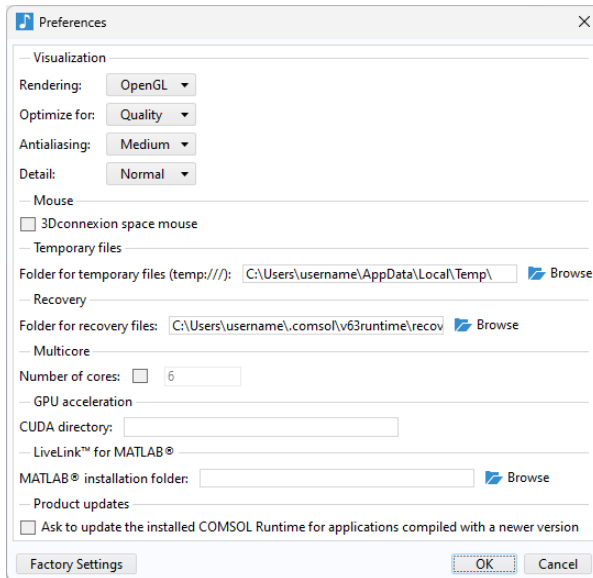 Preferences
Visualization
Rendering: OpenGL
Optimize for: Quality
Antialiasing: Medium
Detail: Normal
Mouse
3Dconnexion space mouse
Temporary files
Folder for temporary files (temp:///): C:\Users\username\AppData\Local\Temp\ Browse
Recovery
Folder for recovery files: C:\Users\username\.comsol\v63runtime\recov Browse
Multicore
Number of cores: 6
GPU acceleration
CUDA directory:
LiveLink™ for MATLAB®
MATLAB® installation folder: Browse
Product updates
Ask to update the installed COMSOL Runtime for applications compiled with a newer version
Factory Settings OK Cancel